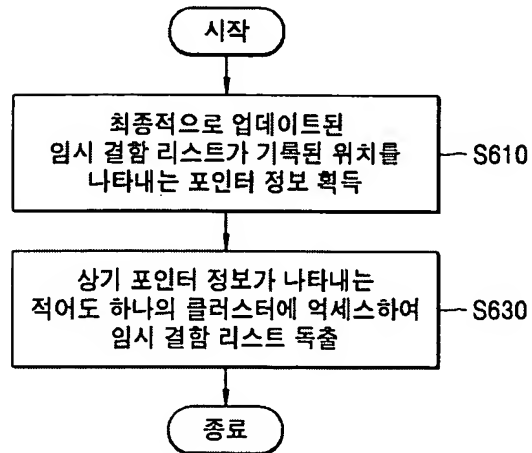 시작
최종적으로 업데이트된
임시 결함 리스트가 기록된 위치를
나타내는 포인터 정보 획득
S610
상기 포인터 정보가 나타내는
적어도 하나의 클러스터에 억세스하여
임시 결함 리스트 독출
S630
종료